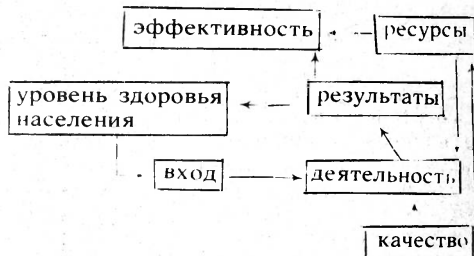 эффективность
ресурсы
уровень здоровья
населения
результаты
вход
деятельность
качество